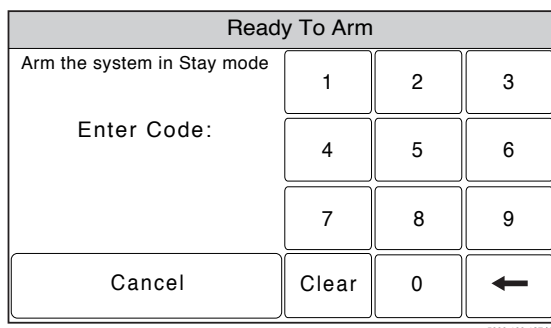 Ready To Arm
Arm the system in Stay mode
1 2 3
Enter Code:
4 5 6
7 8 9
Cancel Clear 0